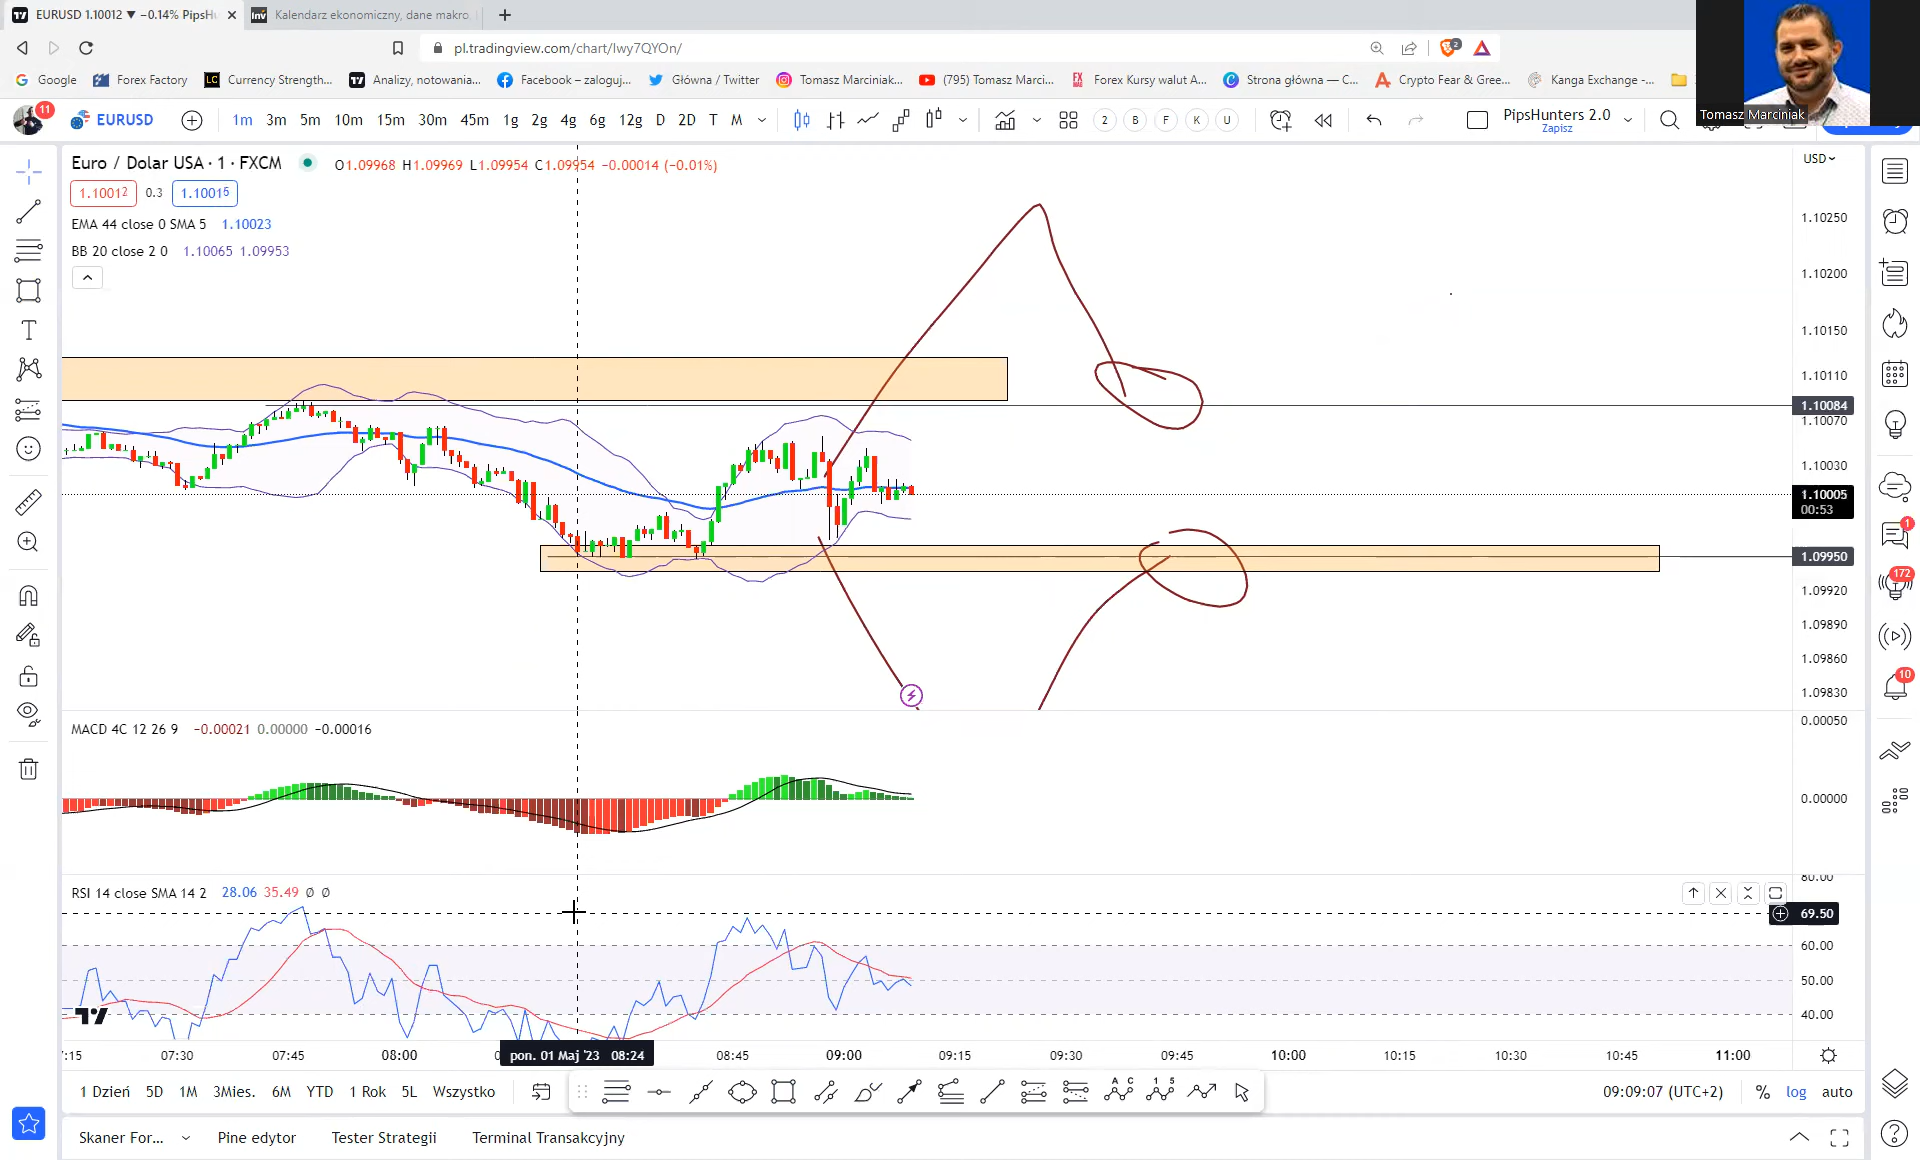 EURUSD 1.10012 ▼ −0.14% PipsHu
Kalendarz ekonomiczny, dane makro.
pl.tradingview.com/chart/Iwy7QYOn/
Google
Forex Factory
Currency Strength...
Analizy, notowania...
Facebook – zaloguj...
Główna / Twitter
Tomasz Marciniak...
(795) Tomasz Marci...
Forex Kursy walut A...
Strona główna — C...
Crypto Fear & Gree...
Kanga Exchange -...
Tomasz Marciniak
11
EURUSD
1m 3m 5m 10m 15m 30m 45m 1g 2g 4g 6g 12g D 2D T M
2 B F K U
PipsHunters 2.0
Zapisz
Euro / Dolar USA · 1 · FXCM
O1.09968 H1.09969 L1.09954 C1.09954 −0.00014 (−0.01%)
USD
1.10012 0.3 1.10015
EMA 44 close 0 SMA 5 1.10023
BB 20 close 2 0 1.10065 1.09953
1.10250
1.10200
1.10150
1.10110
1.10084
1.10070
1.10030
1.10005
00:53
1.09950
1.09920
1.09890
1.09860
1.09830
1
172
10
MACD 4C 12 26 9 −0.00021 0.00000 −0.00016
0.00050
0.00000
RSI 14 close SMA 14 2 28.06 35.49 Ø Ø
80.00
69.50
60.00
50.00
40.00
:15 07:30 07:45 08:00 pon. 01 Maj '23 08:24 08:45 09:00 09:15 09:30 09:45 10:00 10:15 10:30 10:45 11:00
1 Dzień 5D 1M 3Mies. 6M YTD 1 Rok 5L Wszystko
09:09:07 (UTC+2) % log auto
Skaner For... Pine edytor Tester Strategii Terminal Transakcyjny